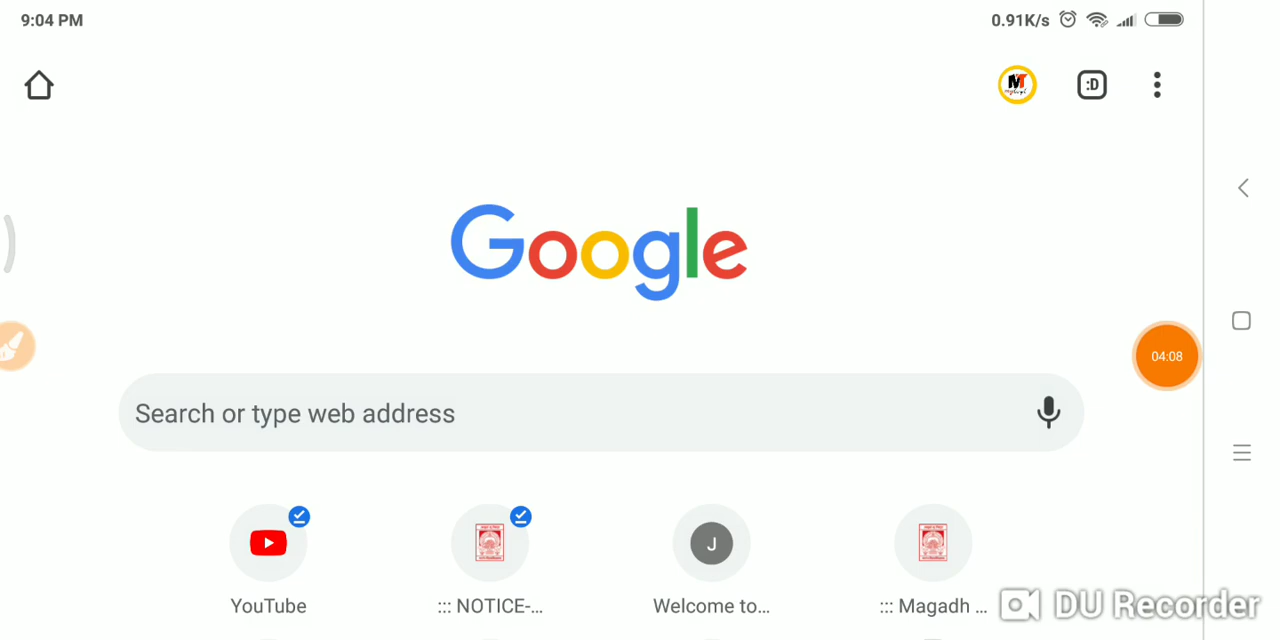 9:04 PM
0.91K/s
MT
:D
Google
04:08
Search or type web address
J
YouTube
::: NOTICE-...
Welcome to...
::: Magadh ...
DU Recorder